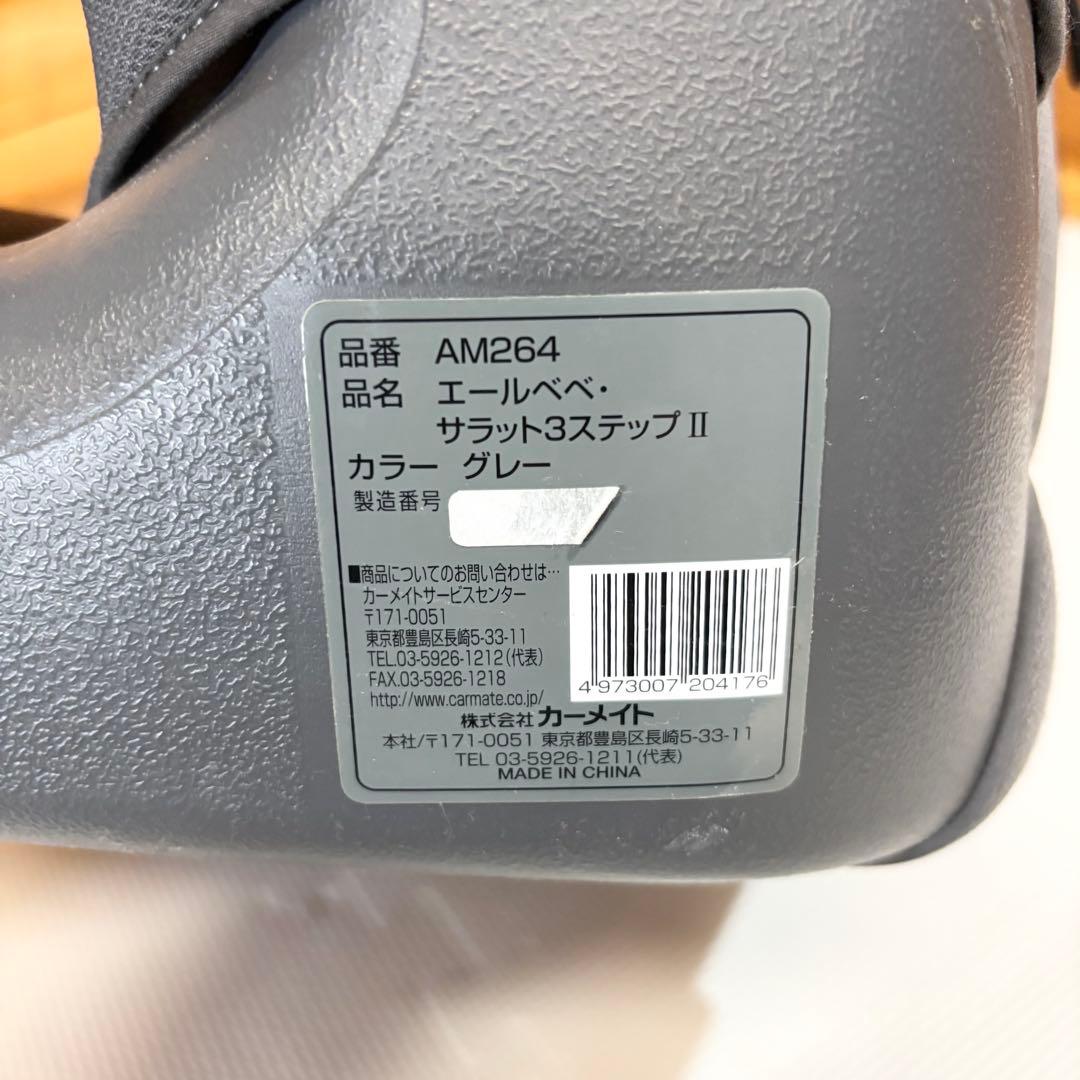 品番 AM264
品名 エールベベ・
サラット3ステップⅡ
カラー グレー
製造番号
■商品についてのお問い合わせは…
カーメイトサービスセンター
〒171-0051
東京都豊島区長崎5-33-11
TEL.03-5926-1212(代表)
FAX.03-5926-1218
http://www.carmate.co.jp/
4 973007 204176
株式会社 カーメイト
本社/〒171-0051 東京都豊島区長崎5-33-11
TEL 03-5926-1211(代表)
MADE IN CHINA